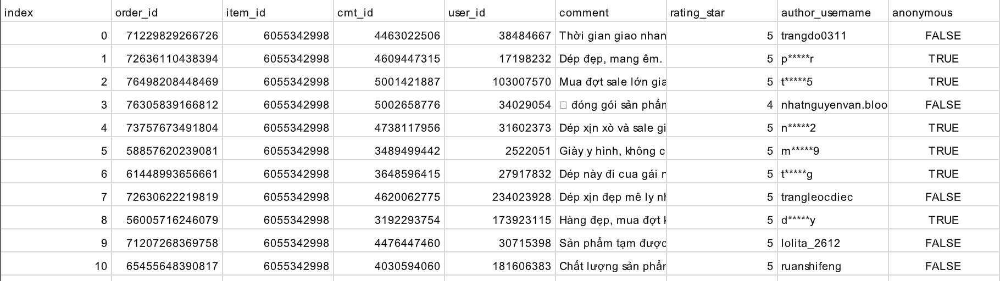 index order_id item_id cmt_id user_id comment rating_star author_username anonymous
0 71229829266726 6055342998 4463022506 38484667 Thời gian giao nhan 5 trangdo0311 FALSE
1 72636110438394 6055342998 4609447315 17198232 Dép đẹp, mang êm. 5 p*****r TRUE
2 76498208448469 6055342998 5001421887 103007570 Mua đợt sale lớn gia 5 t*****5 TRUE
3 76305839166812 6055342998 5002658776 34029054 đóng gói sản phẩm 4 nhatnguyenvan.bloo FALSE
4 73757673491804 6055342998 4738117956 31602373 Dép xịn xò và sale gi 5 n*****2 TRUE
5 58857620239081 6055342998 3489499442 2522051 Giày y hình, không c 5 m*****9 TRUE
6 61448993656661 6055342998 3648596415 27917832 Dép này đi cua gái 5 t*****g TRUE
7 72630622219819 6055342998 4620062775 234023928 Dép xịn đẹp mê ly nh 5 trangleocdiec FALSE
8 56005716246079 6055342998 3192293754 173923115 Hàng đẹp, mua đợt 5 d*****y TRUE
9 71207268369758 6055342998 4476447460 30715398 Sản phẩm tạm được 5 lolita_2612 FALSE
10 65455648390817 6055342998 4030594060 181606383 Chất lượng sản phẩm 5 ruanshifeng FALSE